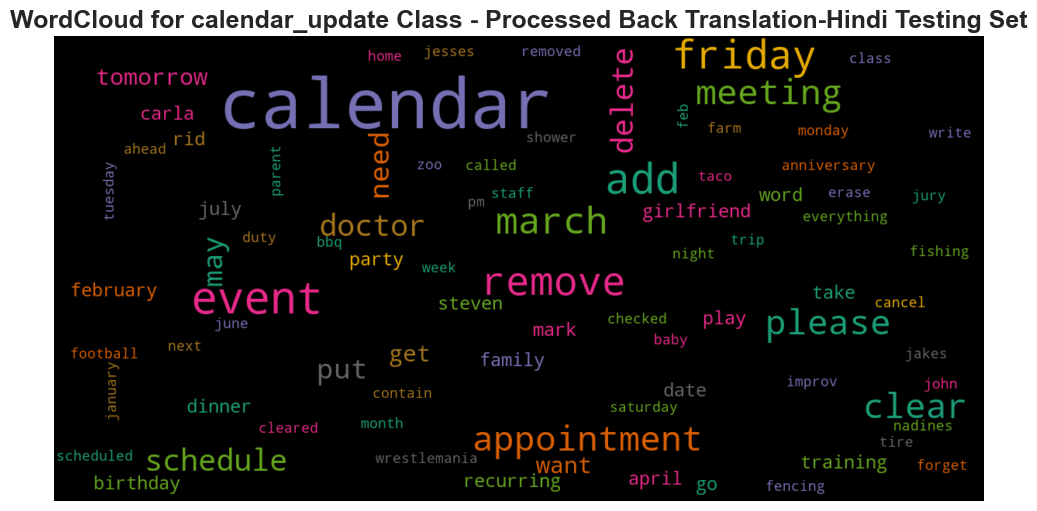 WordCloud for calendar_update Class - Processed Back Translation-Hindi Testing Set
home jesses removed friday class
tomorrow calendar delete meeting
carla feb farm monday write
ahead rid need shower
tuesday parent zoo called add taco anniversary
july pm staff girlfriend word erase jury
doctor march everything
may duty bbq party week night trip fishing
february event remove take cancel
june steven checked play please
football next mark baby
january put get family jakes
contain date improv john
dinner month saturday clear
cleared nadines
scheduled schedule wrestlemania appointment tire
want training forget
birthday recurring april go fencing